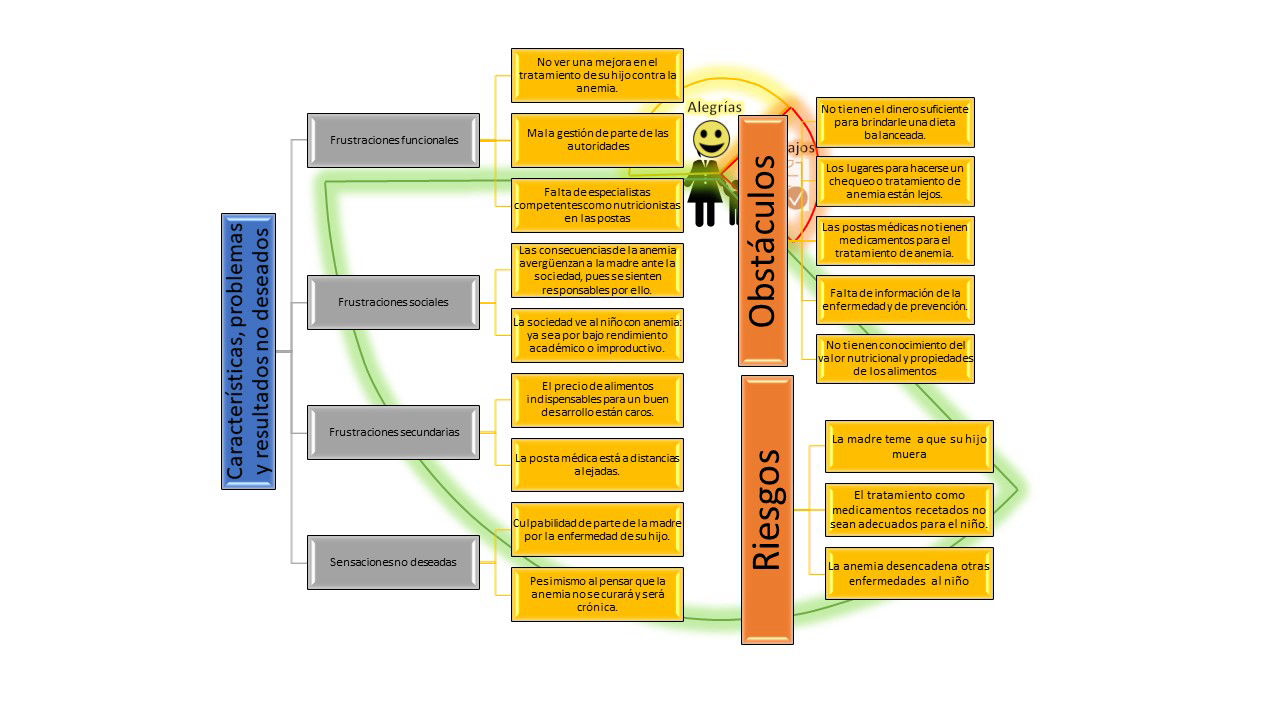 Características, problemas
y resultados no deseados
Frustraciones funcionales
No ver una mejora en el
tratamiento de su hijo contra la
anemia.
Mala gestión de parte de las
autoridades
Falta de especialistas
competentes como nutricionistas
en las postas
Frustraciones sociales
Las consecuencias de la anemia
avergüenzan a la madre ante la
sociedad, pues se sienten
responsables por ello.
La sociedad ve al niño con anemia:
ya sea por bajo rendimiento
académico o improductivo.
Frustraciones secundarias
El precio de alimentos
indispensables para un buen
desarrollo están caros.
La posta médica está a distancias
alejadas.
Sensaciones no deseadas
Culpabilidad de parte de la madre
por la enfermedad de su hijo.
Pesimismo al pensar que la
anemia no se curará y será
crónica.
Alegrías
ajos
Obstáculos
No tienen el dinero suficiente
para brindarle una dieta
balanceada.
Los lugares para hacerse un
chequeo o tratamiento de
anemia están lejos.
Las postas médicas no tienen
medicamentos para el
tratamiento de anemia.
Falta de información de la
enfermedad y de prevención.
No tienen conocimiento del
valor nutricional y propiedades
de los alimentos
Riesgos
La madre teme a que su hijo
muera
El tratamiento como
medicamentos recetados no
sean adecuados para el niño.
La anemia desencadena otras
enfermedades al niño